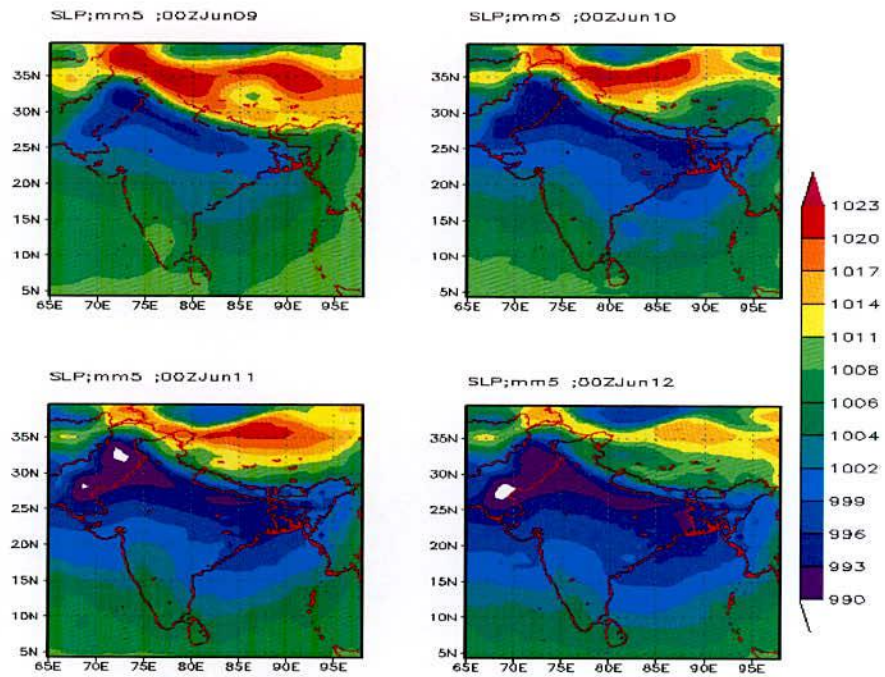 SLP;mm5 ;00ZJun09
35N
30N
25N
20N
15N
10N
5N
65E 70E 75E 80E 85E 90E 95E
SLP;mm5 ;00ZJun10
35N
30N
25N
20N
15N
10N
5N
65E 70E 75E 80E 85E 90E 95E
SLP;mm5 ;00ZJun11
35N
30N
25N
20N
15N
10N
5N
65E 70E 75E 80E 85E 90E 95E
SLP;mm5 ;00ZJun12
35N
30N
25N
20N
15N
10N
5N
65E 70E 75E 80E 85E 90E 95E
1023
1020
1017
1014
1011
1008
1006
1004
1002
999
996
993
990